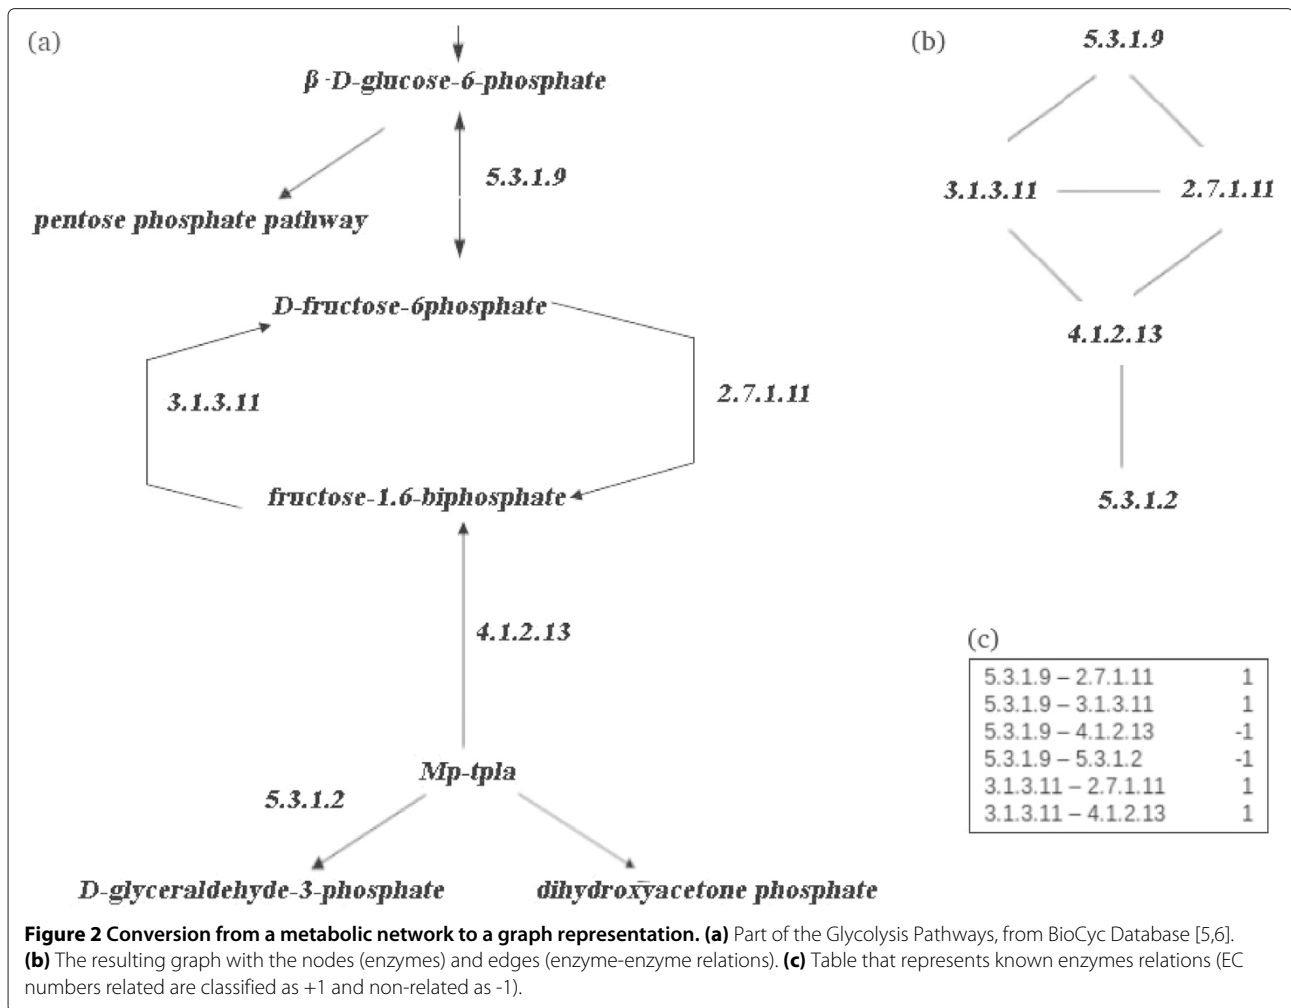 (a)
β-D-glucose-6-phosphate
5.3.1.9
pentose phosphate pathway
D-fructose-6phosphate
3.1.3.11
2.7.1.11
fructose-1.6-biphosphate
4.1.2.13
Mp-tpla
5.3.1.2
D-glyceraldehyde-3-phosphate
dihydroxyacetone phosphate
(b)
5.3.1.9
3.1.3.11
2.7.1.11
4.1.2.13
5.3.1.2
(c)
5.3.1.9 – 2.7.1.11 1
5.3.1.9 – 3.1.3.11 1
5.3.1.9 – 4.1.2.13 -1
5.3.1.9 – 5.3.1.2 -1
3.1.3.11 – 2.7.1.11 1
3.1.3.11 – 4.1.2.13 1
Figure 2 Conversion from a metabolic network to a graph representation. (a) Part of the Glycolysis Pathways, from BioCyc Database [5,6].
(b) The resulting graph with the nodes (enzymes) and edges (enzyme-enzyme relations). (c) Table that represents known enzymes relations (EC
numbers related are classified as +1 and non-related as -1).